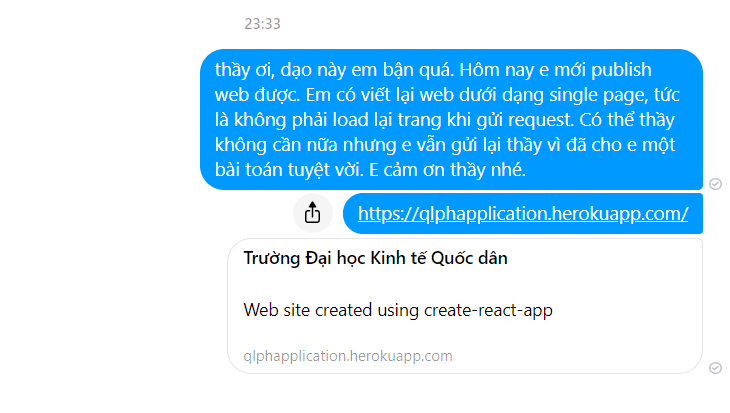 23:33
thầy ơi, dạo này em bận quá. Hôm nay e mới publish
web được. Em có viết lại web dưới dạng single page, tức
là không phải load lại trang khi gửi request. Có thể thầy
không cần nữa nhưng e vẫn gửi lại thầy vì đã cho e một
bài toán tuyệt vời. E cảm ơn thầy nhé.
https://qlphapplication.herokuapp.com/
Trường Đại học Kinh tế Quốc dân
Web site created using create-react-app
qlphapplication.herokuapp.com